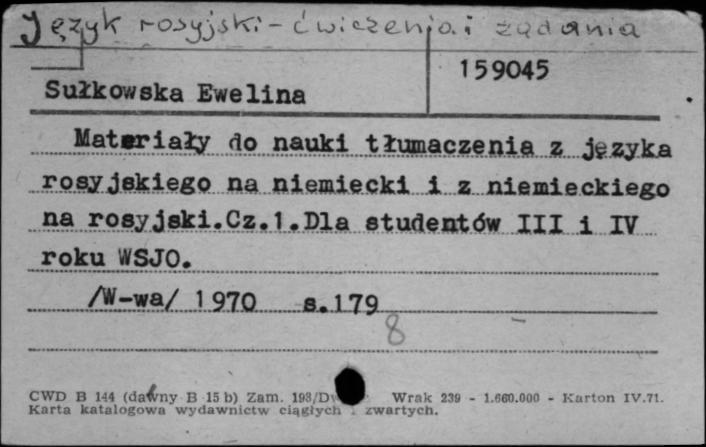 Język rosyjski - ćwiczenia i zadania
159045
Sułkowska Ewelina
Materiały do nauki tłumaczenia z języka
rosyjskiego na niemiecki i z niemieckiego
na rosyjski.Cz.1.Dla studentów III i IV
roku WSJO.
/W-wa/ 1970 s.179
8
CWD B 144 (dawny B 15 b) Zam. 198/ Wrak 239 - 1.660.000 - Karton IV.71.
Karta katalogowa wydawnictw ciągłych i zwartych.